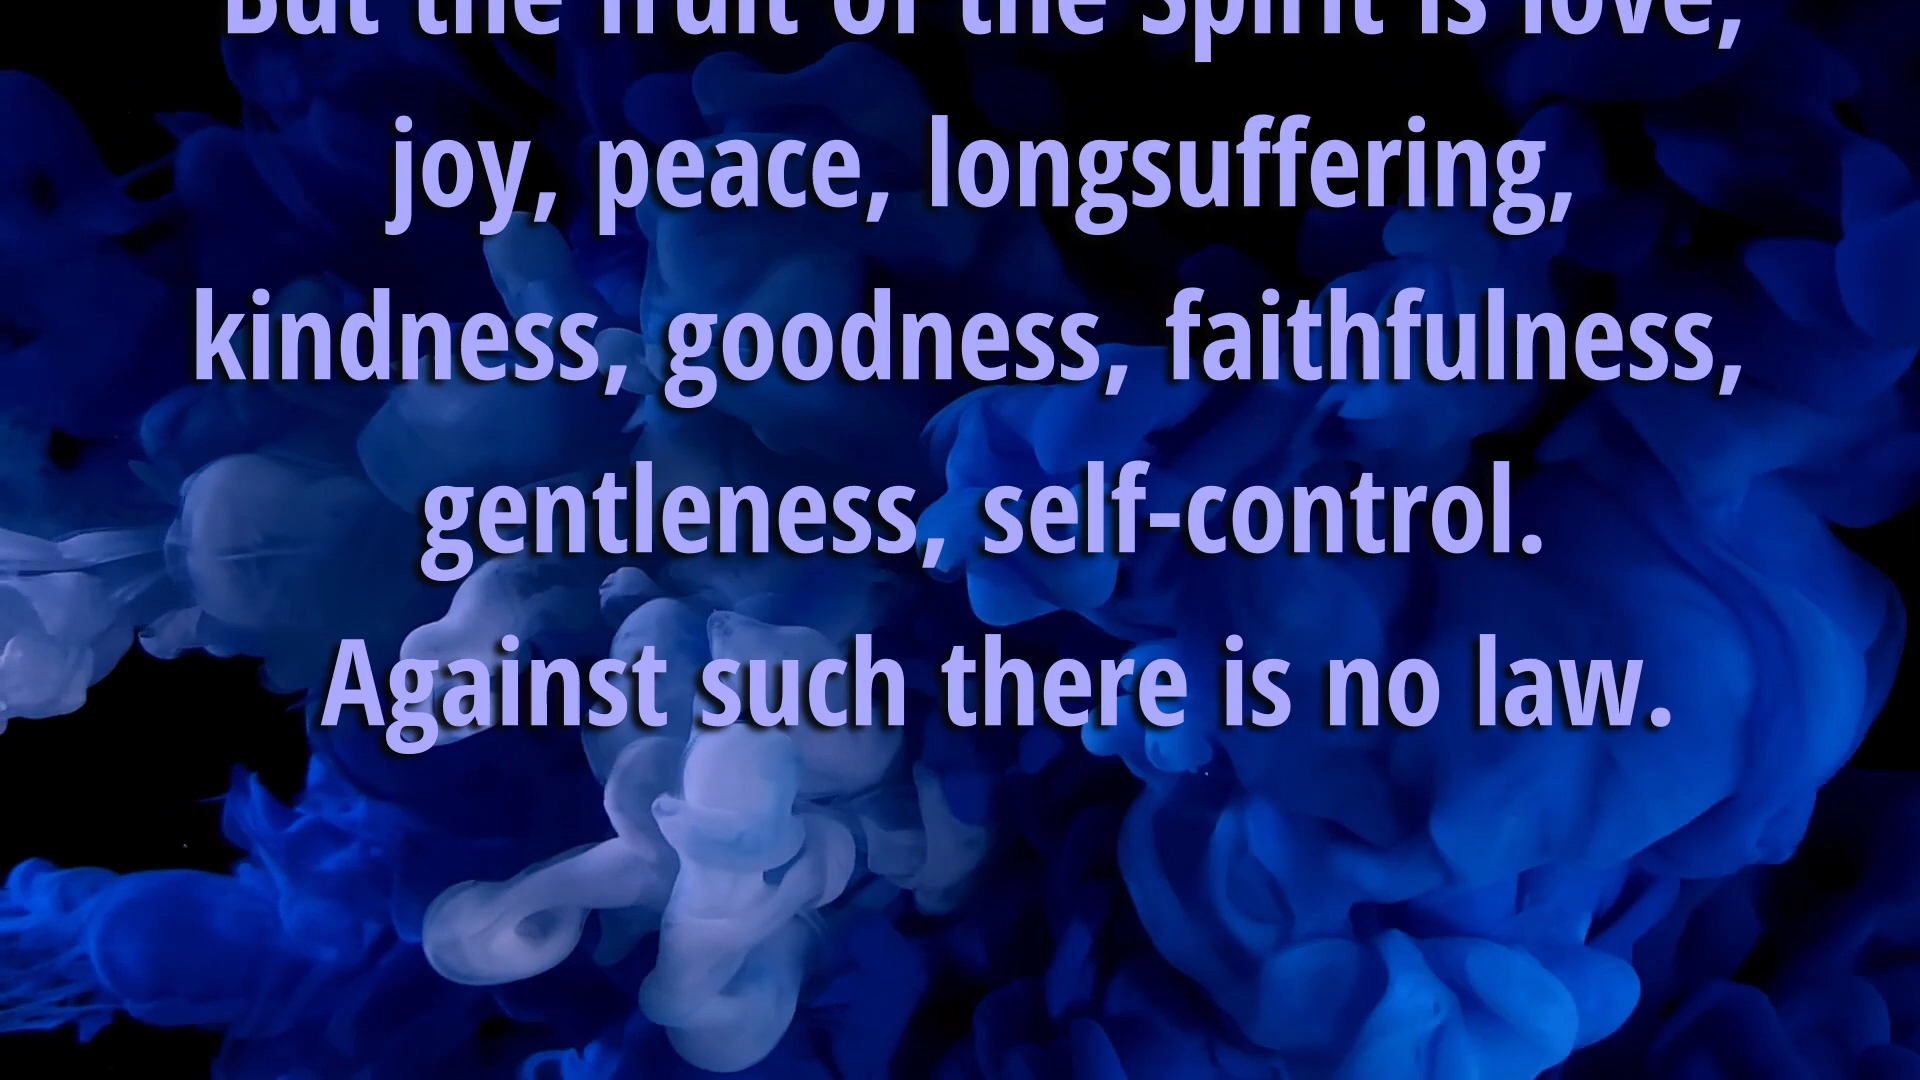 But the fruit of the Spirit is love,
joy, peace, longsuffering,
kindness, goodness, faithfulness,
gentleness, self-control.
Against such there is no law.